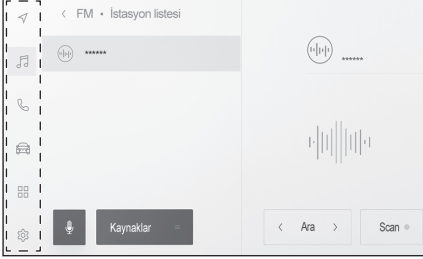 FM • İstasyon listesi
******
******
Kaynaklar
Ara
Scan